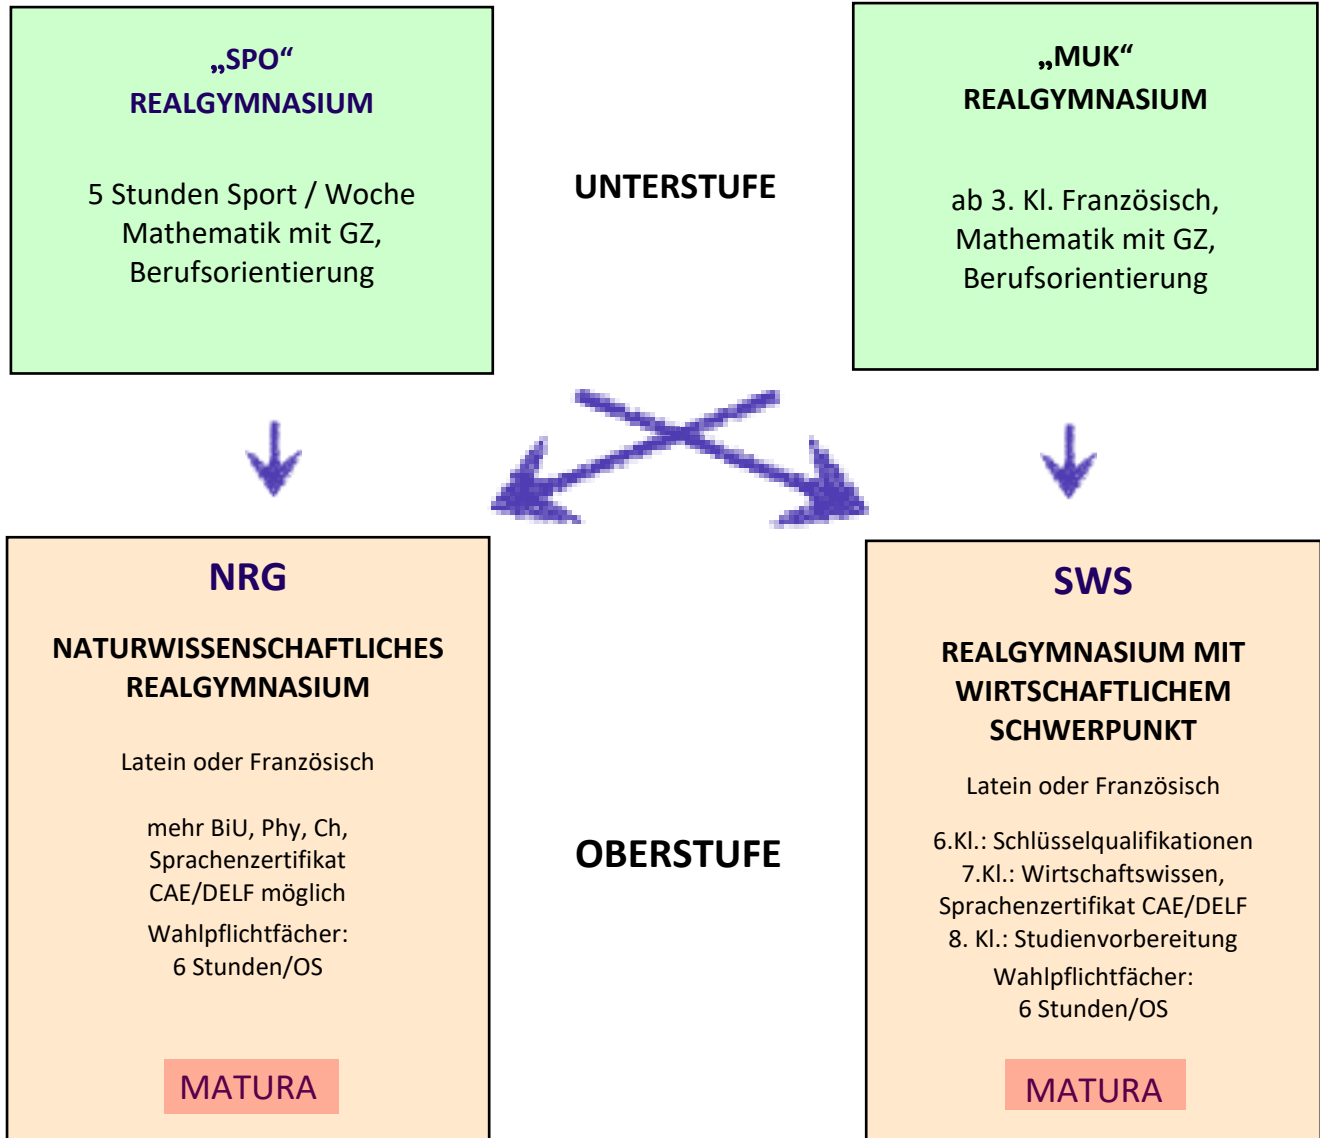 „SPO“
REALGYMNASIUM
5 Stunden Sport / Woche
Mathematik mit GZ,
Berufsorientierung
UNTERSTUFE
„MUK“
REALGYMNASIUM
ab 3. Kl. Französisch,
Mathematik mit GZ,
Berufsorientierung
NRG
NATURWISSENSCHAFTLICHES
REALGYMNASIUM
Latein oder Französisch
mehr BiU, Phy, Ch,
Sprachenzertifikat
CAE/DELF möglich
Wahlpflichtfächer:
6 Stunden/OS
MATURA
OBERSTUFE
SWS
REALGYMNASIUM MIT
WIRTSCHAFTLICHEM
SCHWERPUNKT
Latein oder Französisch
6.Kl.: Schlüsselqualifikationen
7.Kl.: Wirtschaftswissen,
Sprachenzertifikat CAE/DELF
8. Kl.: Studienvorbereitung
Wahlpflichtfächer:
6 Stunden/OS
MATURA